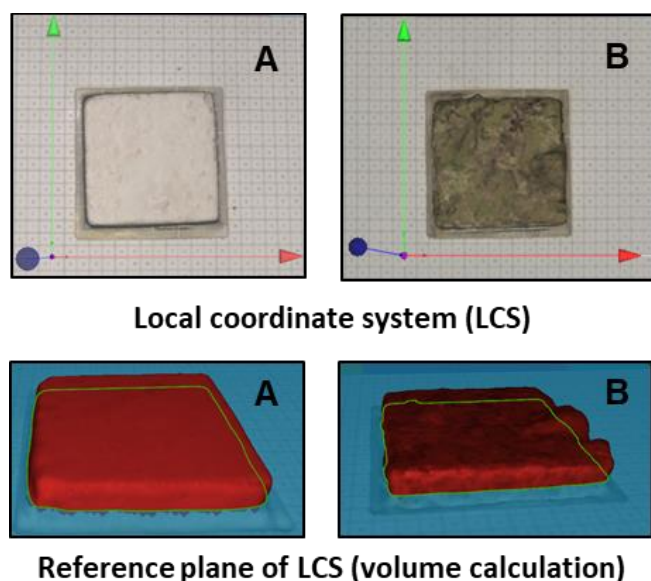 A
B
Local coordinate system (LCS)
A
B
Reference plane of LCS (volume calculation)